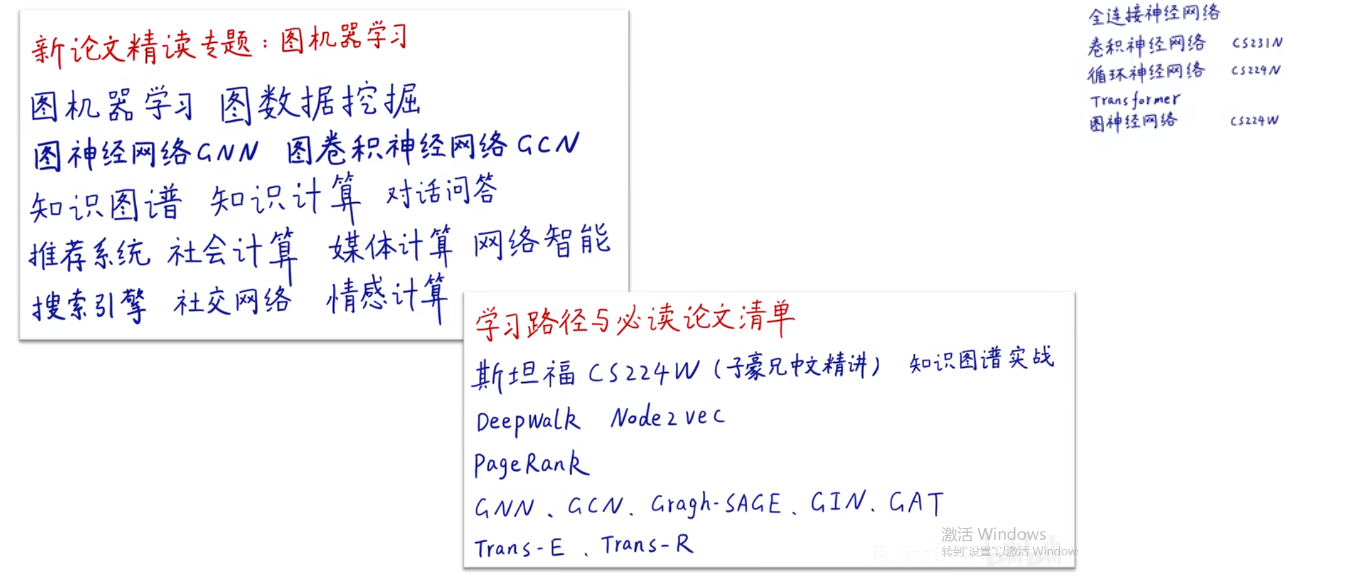 新论文精读专题：图机器学习
图机器学习 图数据挖掘
图神经网络GNN 图卷积神经网络GCN
知识图谱 知识计算 对话问答
推荐系统 社会计算 媒体计算 网络智能
搜索引擎 社交网络 情感计算
学习路径与必读论文清单
斯坦福 CS224W (子豪兄中文精讲) 知识图谱实战
DeepWalk Node2vec
PageRank
GNN、GCN、Gragh-SAGE、GIN、GAT
Trans-E、Trans-R
全连接神经网络
卷积神经网络 CS231N
循环神经网络 CS224N
Transformer
图神经网络 CS224W
激活 Windows
转到"设置"以激活 Windows